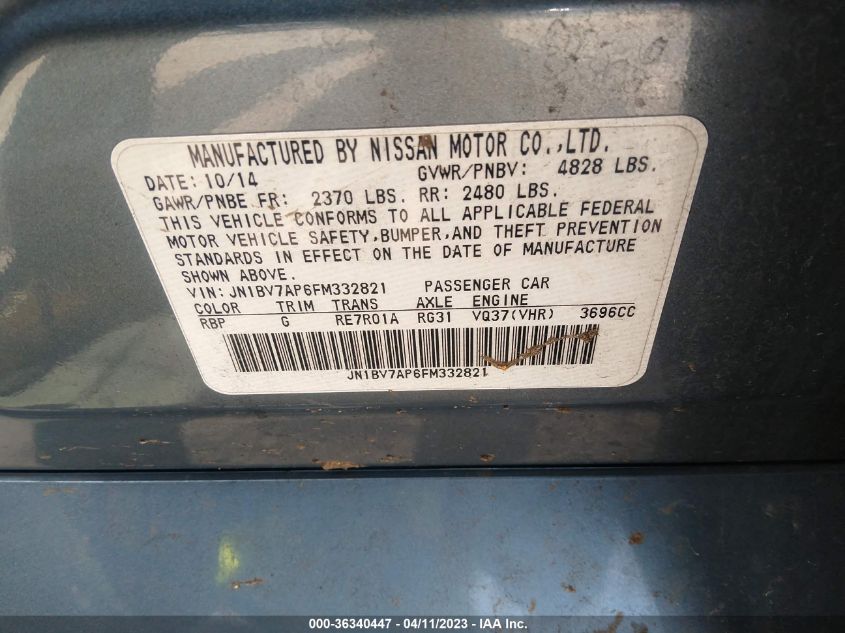 MANUFACTURED BY NISSAN MOTOR CO.,LTD.
DATE: 10/14 GVWR/PNBV: 4828 LBS.
GAWR/PNBE FR: 2370 LBS. RR: 2480 LBS.
THIS VEHICLE CONFORMS TO ALL APPLICABLE FEDERAL
MOTOR VEHICLE SAFETY,BUMPER,AND THEFT PREVENTION
STANDARDS IN EFFECT ON THE DATE OF MANUFACTURE
SHOWN ABOVE.
VIN: JN1BV7AP6FM332821 PASSENGER CAR
COLOR TRIM TRANS AXLE ENGINE
RBP G RE7R01A RG31 VQ37(VHR) 3696CC
JN1BV7AP6FM332821
000-36340447 - 04/11/2023 - IAA Inc.